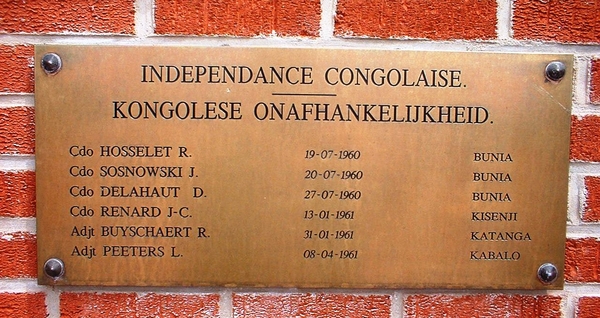 INDEPENDANCE CONGOLAISE.
KONGOLESE ONAFHANKELIJKHEID.
Cdo HOSSELET R. 19-07-1960 BUNIA
Cdo SOSNOWSKI J. 20-07-1960 BUNIA
Cdo DELAHAUT D. 27-07-1960 BUNIA
Cdo RENARD J-C. 13-01-1961 KISENJI
Adjt BUYSCHAERT R. 31-01-1961 KATANGA
Adjt PEETERS L. 08-04-1961 KABALO